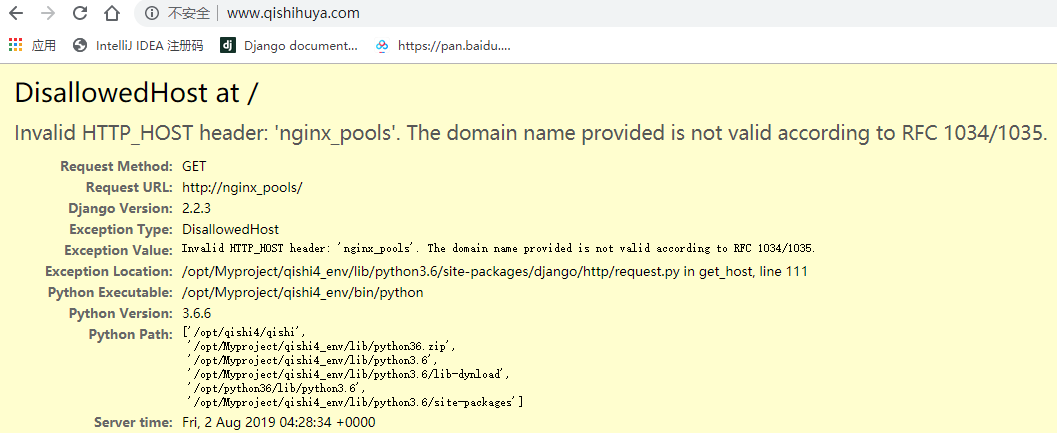 不安全 | www.qishihuya.com
应用 IntelliJ IDEA 注册码 Django document... https://pan.baidu....
DisallowedHost at /
Invalid HTTP_HOST header: 'nginx_pools'. The domain name provided is not valid according to RFC 1034/1035.
Request Method: GET
Request URL: http://nginx_pools/
Django Version: 2.2.3
Exception Type: DisallowedHost
Exception Value: Invalid HTTP_HOST header: 'nginx_pools'. The domain name provided is not valid according to RFC 1034/1035.
Exception Location: /opt/Myproject/qishi4_env/lib/python3.6/site-packages/django/http/request.py in get_host, line 111
Python Executable: /opt/Myproject/qishi4_env/bin/python
Python Version: 3.6.6
Python Path: ['/opt/qishi4/qishi',
'/opt/Myproject/qishi4_env/lib/python36.zip',
'/opt/Myproject/qishi4_env/lib/python3.6',
'/opt/Myproject/qishi4_env/lib/python3.6/lib-dynload',
'/opt/python36/lib/python3.6',
'/opt/Myproject/qishi4_env/lib/python3.6/site-packages']
Server time: Fri, 2 Aug 2019 04:28:34 +0000